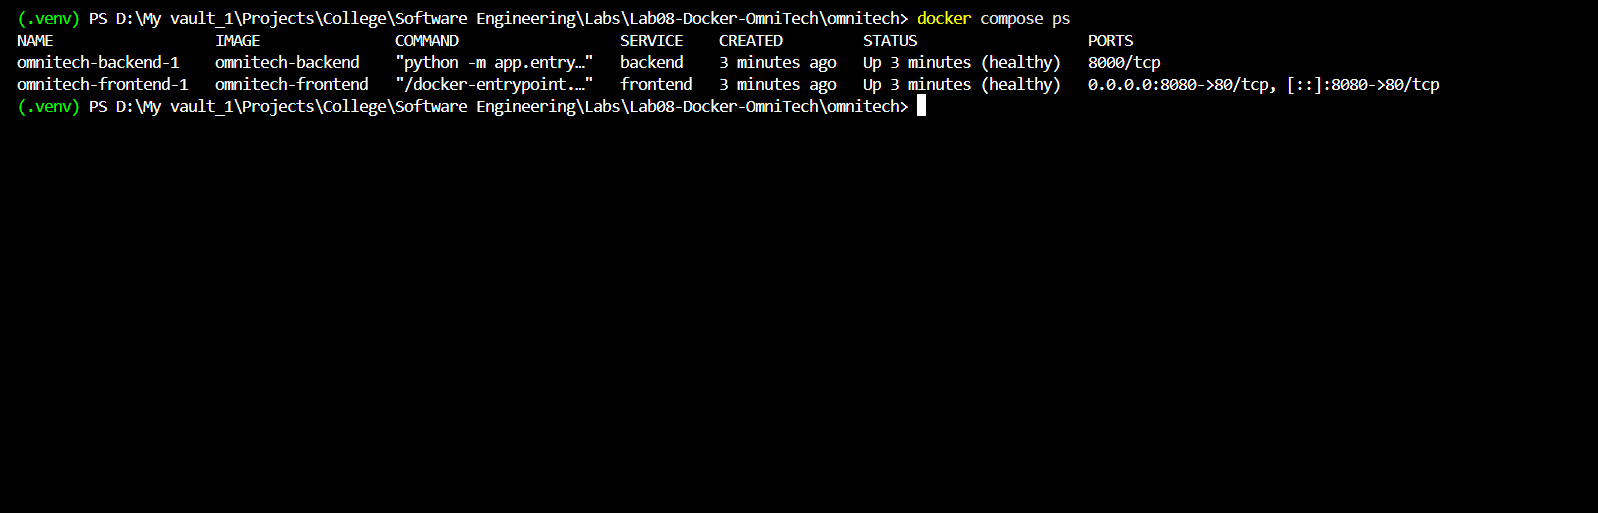 (.venv) PS D:\My vault_1\Projects\College\Software Engineering\Labs\Lab08-Docker-OmniTech\omnitech> docker compose ps
NAME IMAGE COMMAND SERVICE CREATED STATUS PORTS
omnitech-backend-1 omnitech-backend "python -m app.entry…" backend 3 minutes ago Up 3 minutes (healthy) 8000/tcp
omnitech-frontend-1 omnitech-frontend "/docker-entrypoint.…" frontend 3 minutes ago Up 3 minutes (healthy) 0.0.0.0:8080->80/tcp, [::]:8080->80/tcp
(.venv) PS D:\My vault_1\Projects\College\Software Engineering\Labs\Lab08-Docker-OmniTech\omnitech>